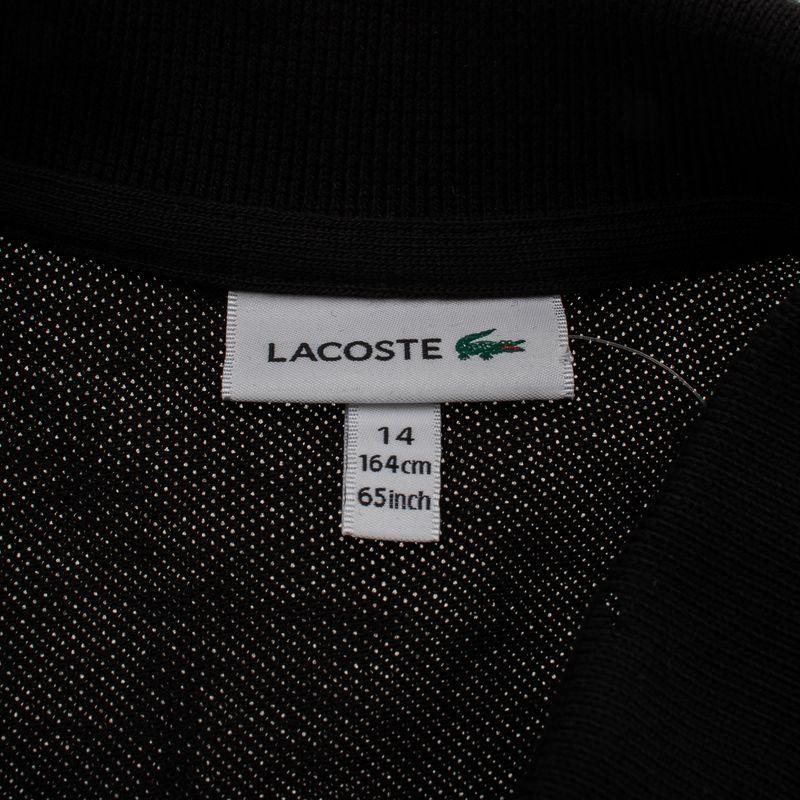 LACOSTE
14
164cm
65inch